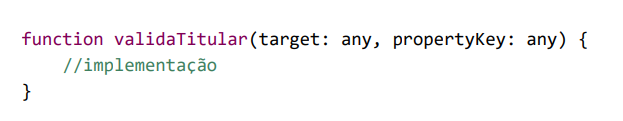 function validaTitular(target: any, propertyKey: any) {
    //implementação
}